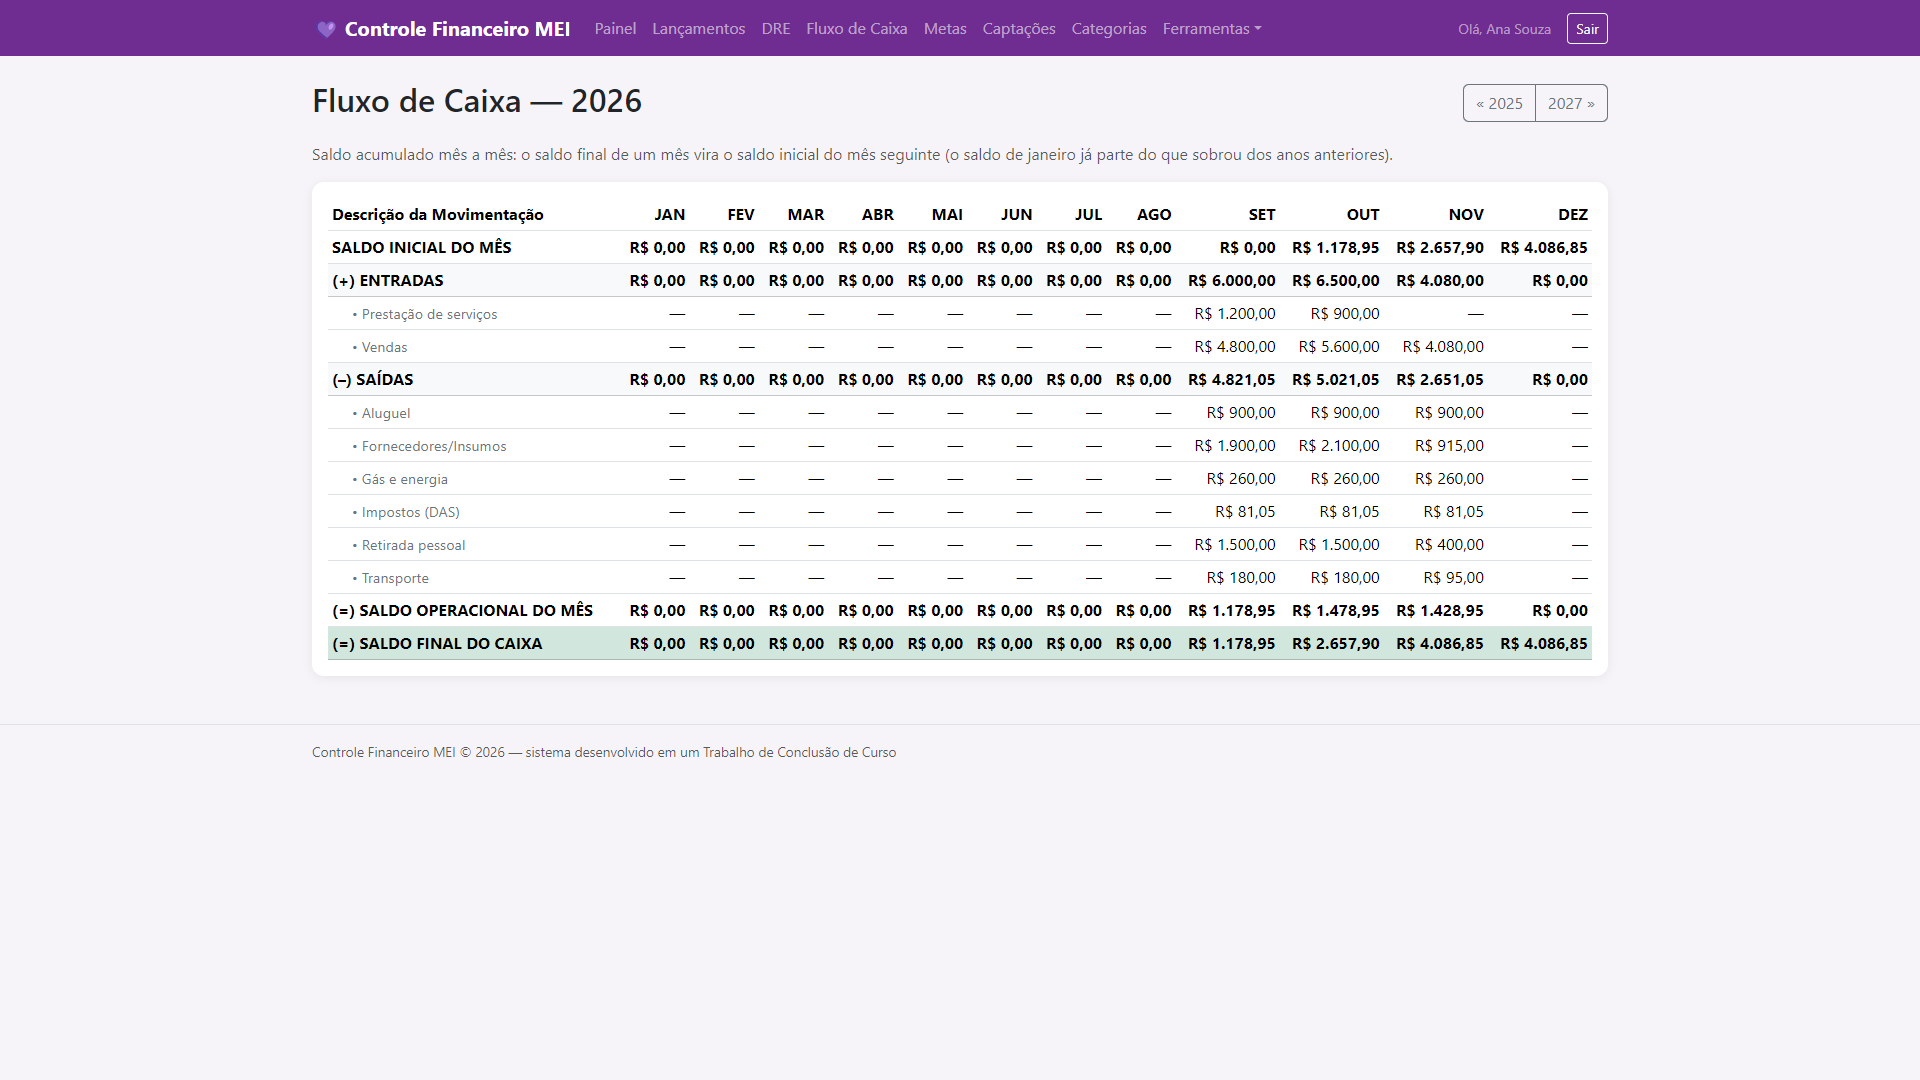 💜 Controle Financeiro MEI Painel Lançamentos DRE Fluxo de Caixa Metas Captações Categorias Ferramentas Olá, Ana Souza Sair
Fluxo de Caixa — 2026 « 2025 2027 »
Saldo acumulado mês a mês: o saldo final de um mês vira o saldo inicial do mês seguinte (o saldo de janeiro já parte do que sobrou dos anos anteriores).
Descrição da Movimentação JAN FEV MAR ABR MAI JUN JUL AGO SET OUT NOV DEZ
SALDO INICIAL DO MÊS R$ 0,00 R$ 0,00 R$ 0,00 R$ 0,00 R$ 0,00 R$ 0,00 R$ 0,00 R$ 0,00 R$ 0,00 R$ 1.178,95 R$ 2.657,90 R$ 4.086,85
(+) ENTRADAS R$ 0,00 R$ 0,00 R$ 0,00 R$ 0,00 R$ 0,00 R$ 0,00 R$ 0,00 R$ 0,00 R$ 6.000,00 R$ 6.500,00 R$ 4.080,00 R$ 0,00
• Prestação de serviços — — — — — — — — R$ 1.200,00 R$ 900,00 — —
• Vendas — — — — — — — — R$ 4.800,00 R$ 5.600,00 R$ 4.080,00 —
(–) SAÍDAS R$ 0,00 R$ 0,00 R$ 0,00 R$ 0,00 R$ 0,00 R$ 0,00 R$ 0,00 R$ 0,00 R$ 4.821,05 R$ 5.021,05 R$ 2.651,05 R$ 0,00
• Aluguel — — — — — — — — R$ 900,00 R$ 900,00 R$ 900,00 —
• Fornecedores/Insumos — — — — — — — — R$ 1.900,00 R$ 2.100,00 R$ 915,00 —
• Gás e energia — — — — — — — — R$ 260,00 R$ 260,00 R$ 260,00 —
• Impostos (DAS) — — — — — — — — R$ 81,05 R$ 81,05 R$ 81,05 —
• Retirada pessoal — — — — — — — — R$ 1.500,00 R$ 1.500,00 R$ 400,00 —
• Transporte — — — — — — — — R$ 180,00 R$ 180,00 R$ 95,00 —
(=) SALDO OPERACIONAL DO MÊS R$ 0,00 R$ 0,00 R$ 0,00 R$ 0,00 R$ 0,00 R$ 0,00 R$ 0,00 R$ 0,00 R$ 1.178,95 R$ 1.478,95 R$ 1.428,95 R$ 0,00
(=) SALDO FINAL DO CAIXA R$ 0,00 R$ 0,00 R$ 0,00 R$ 0,00 R$ 0,00 R$ 0,00 R$ 0,00 R$ 0,00 R$ 1.178,95 R$ 2.657,90 R$ 4.086,85 R$ 4.086,85
Controle Financeiro MEI © 2026 — sistema desenvolvido em um Trabalho de Conclusão de Curso